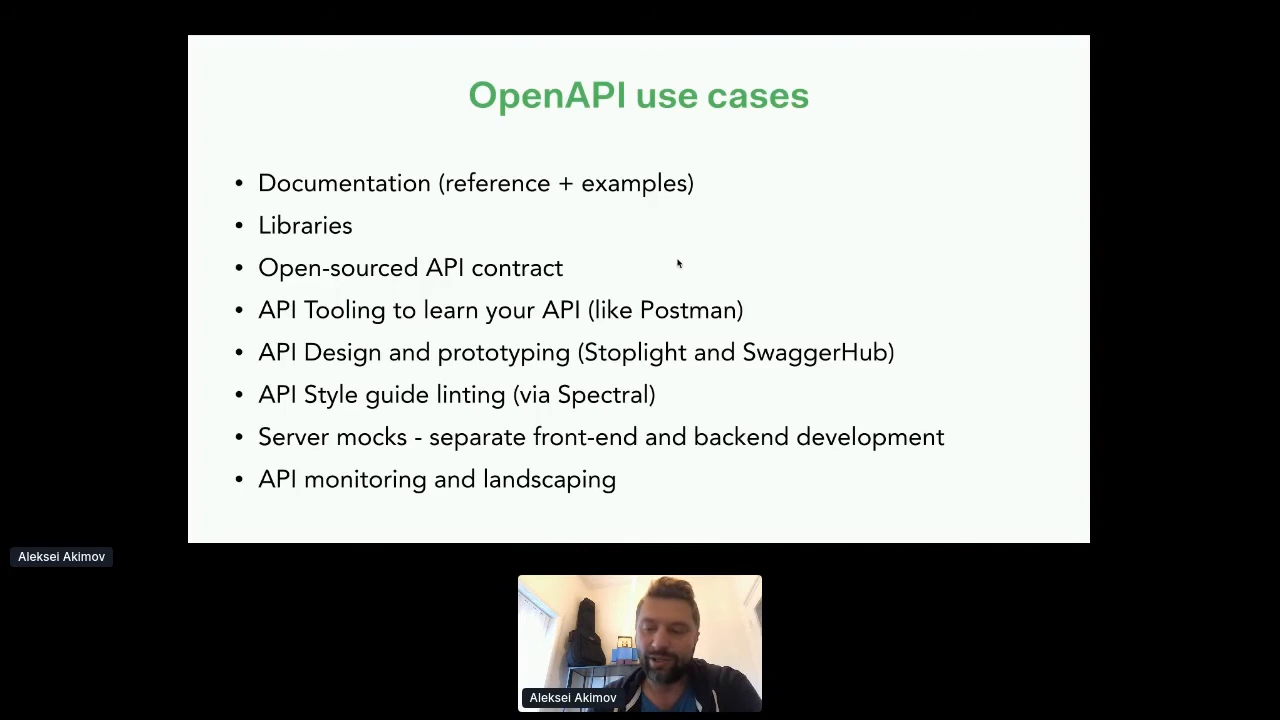 OpenAPI use cases
• Documentation (reference + examples)
• Libraries
• Open-sourced API contract
• API Tooling to learn your API (like Postman)
• API Design and prototyping (Stoplight and SwaggerHub)
• API Style guide linting (via Spectral)
• Server mocks - separate front-end and backend development
• API monitoring and landscaping
Aleksei Akimov
Aleksei Akimov